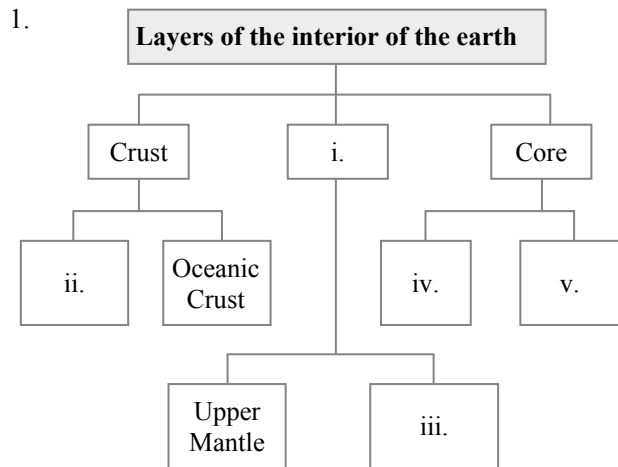 1.
Layers of the interior of the earth
Crust
i.
Core
ii.
Oceanic
Crust
iv.
v.
Upper
Mantle
iii.